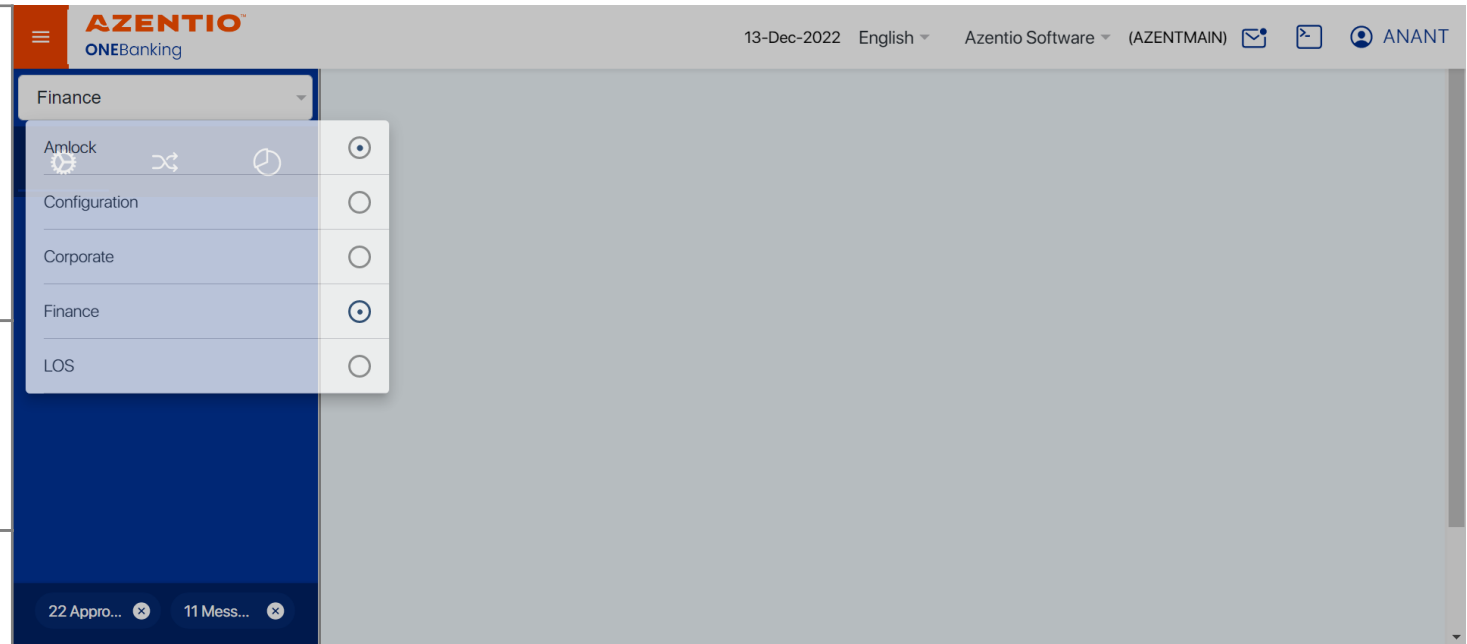 AZENTIO™
ONEBanking
13-Dec-2022 English Azentio Software (AZENTMAIN) ANANT
Finance
Amlock
Configuration
Corporate
Finance
LOS
22 Appro... 11 Mess...